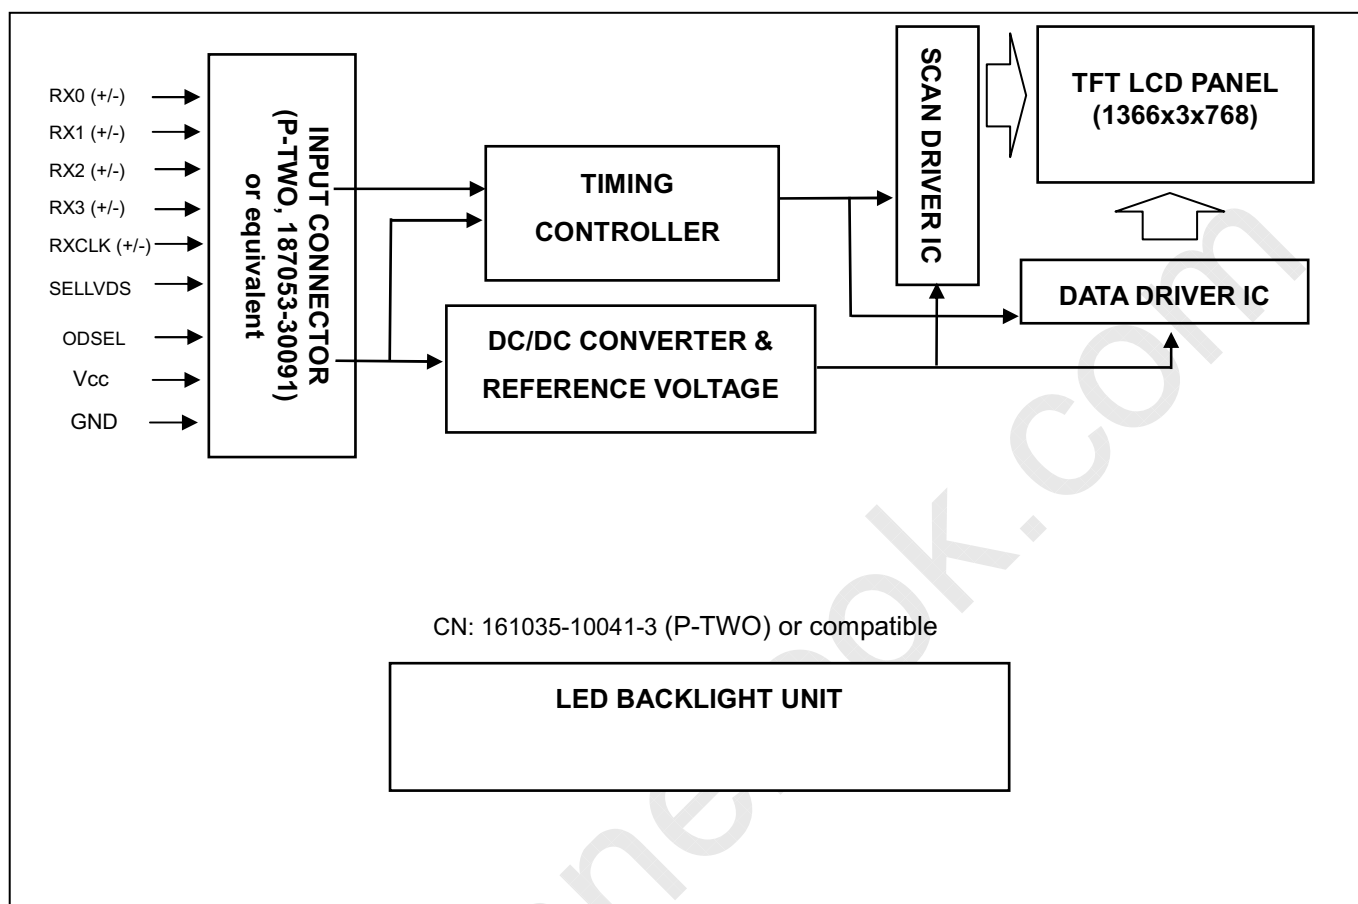 RX0 (+/-)
RX1 (+/-)
RX2 (+/-)
RX3 (+/-)
RXCLK (+/-)
SELLVDS
ODSEL
Vcc
GND
INPUT CONNECTOR
(P-TWO, 187053-30091)
or equivalent
TIMING
CONTROLLER
DC/DC CONVERTER &
REFERENCE VOLTAGE
SCAN DRIVER IC
TFT LCD PANEL
(1366x3x768)
DATA DRIVER IC
CN: 161035-10041-3 (P-TWO) or compatible
LED BACKLIGHT UNIT